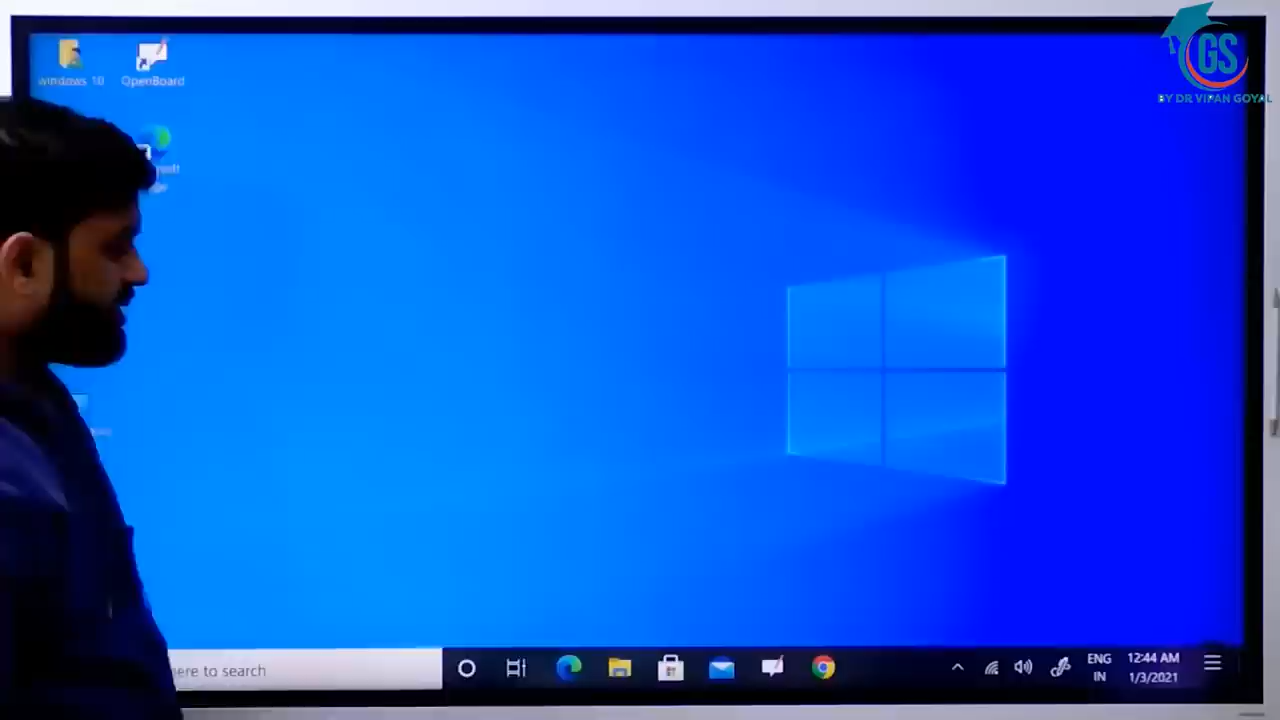 GS
BY DR VIPAN GOYAL
windows 10
OpenBoard
here to search
ENG
IN
12:44 AM
1/3/2021